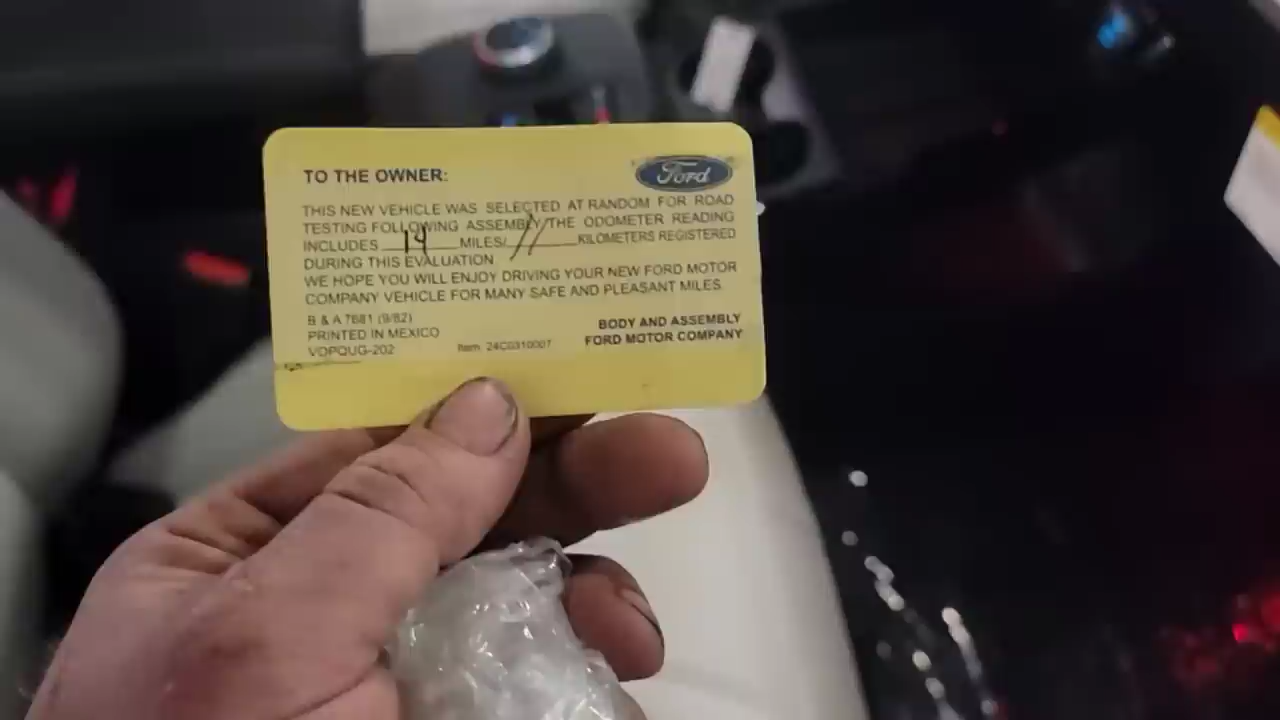 TO THE OWNER:
Ford
THIS NEW VEHICLE WAS SELECTED AT RANDOM FOR ROAD
TESTING FOLLOWING ASSEMBLY/THE ODOMETER READING
INCLUDES 14 MILES/ // KILOMETERS REGISTERED
DURING THIS EVALUATION
WE HOPE YOU WILL ENJOY DRIVING YOUR NEW FORD MOTOR
COMPANY VEHICLE FOR MANY SAFE AND PLEASANT MILES.
B & A 7681 (9/82)
PRINTED IN MEXICO
VOPQUG-202
Item: 24C0310007
BODY AND ASSEMBLY
FORD MOTOR COMPANY